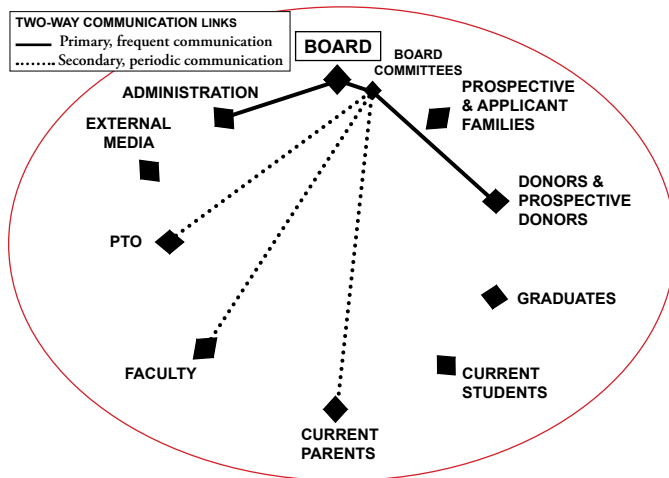 TWO-WAY COMMUNICATION LINKS
Primary, frequent communication
Secondary, periodic communication
BOARD
BOARD
COMMITTEES
ADMINISTRATION
PROSPECTIVE
& APPLICANT
FAMILIES
EXTERNAL
MEDIA
DONORS &
PROSPECTIVE
DONORS
PTO
GRADUATES
FACULTY
CURRENT
STUDENTS
CURRENT
PARENTS